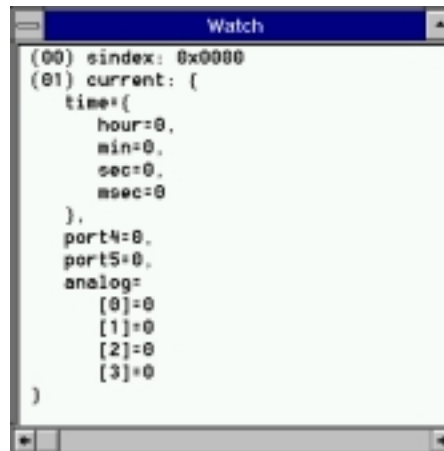 Watch
(00) sindex: 0x0000
(01) current: {
time={
hour=0,
min=0,
sec=0,
msec=0
},
port4=0,
port5=0,
analog=
[0]=0
[1]=0
[2]=0
[3]=0
}